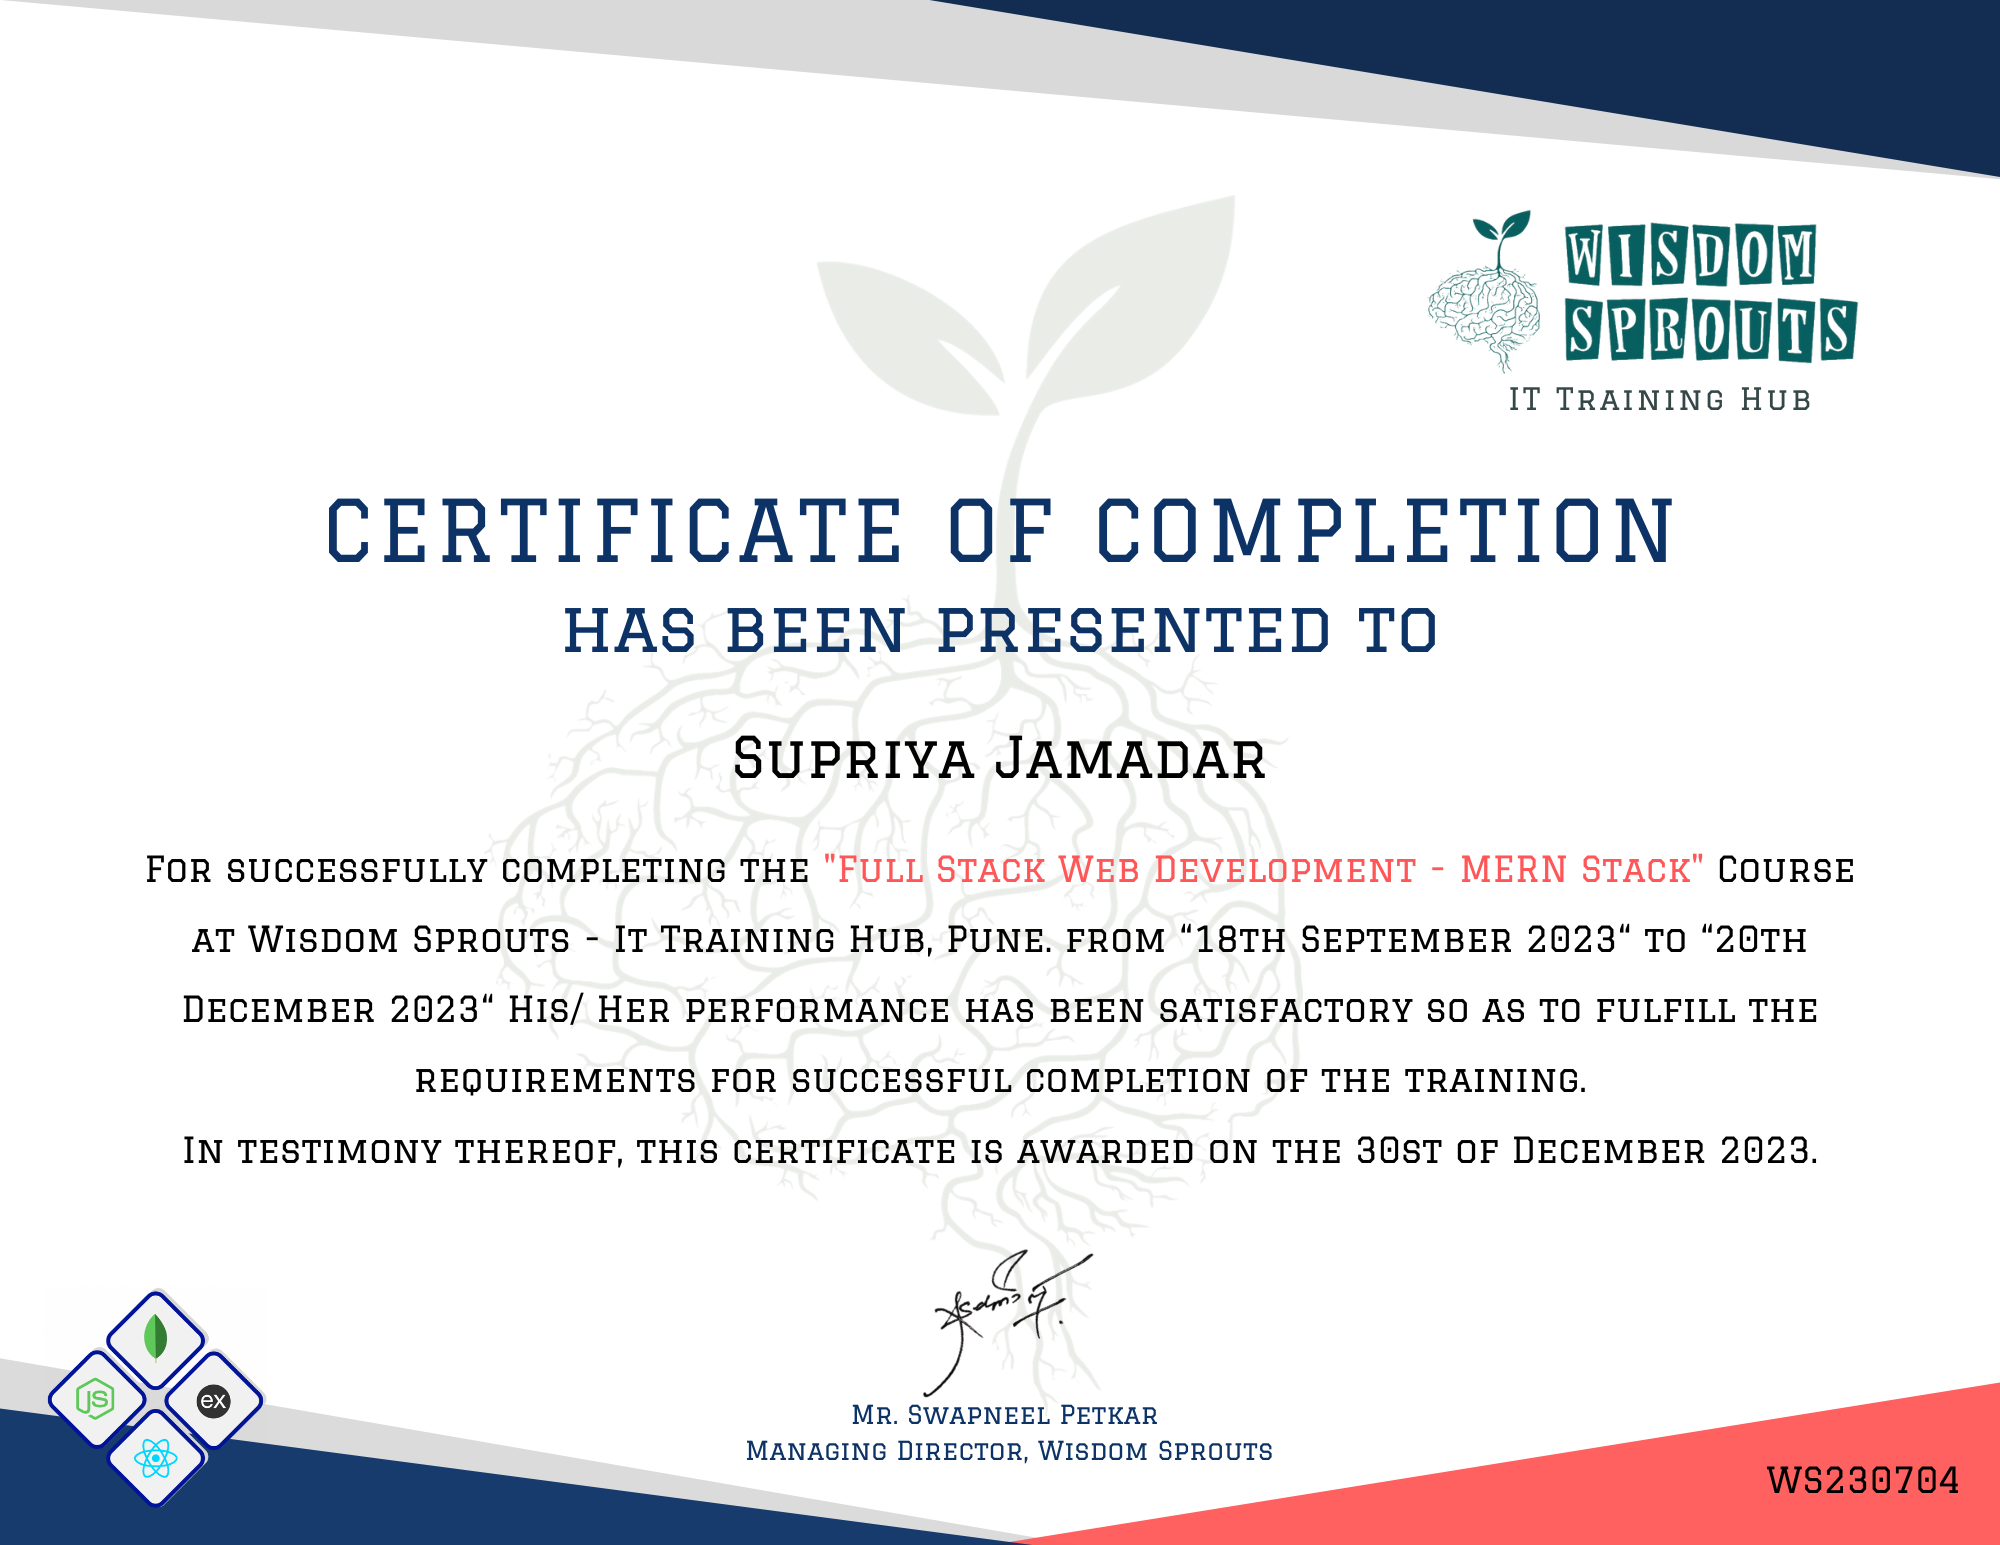 WISDOM
SPROUTS
IT Training Hub
CERTIFICATE OF COMPLETION
HAS BEEN PRESENTED TO
Supriya Jamadar
For successfully completing the "Full Stack Web Development - MERN Stack" Course
at Wisdom Sprouts - It Training Hub, Pune. from “18th September 2023“ to “20th
December 2023“ His/ Her performance has been satisfactory so as to fulfill the
requirements for successful completion of the training.
In testimony thereof, this certificate is awarded on the 30st of December 2023.
JS
ex
Mr. Swapneel Petkar
Managing Director, Wisdom Sprouts
WS230704